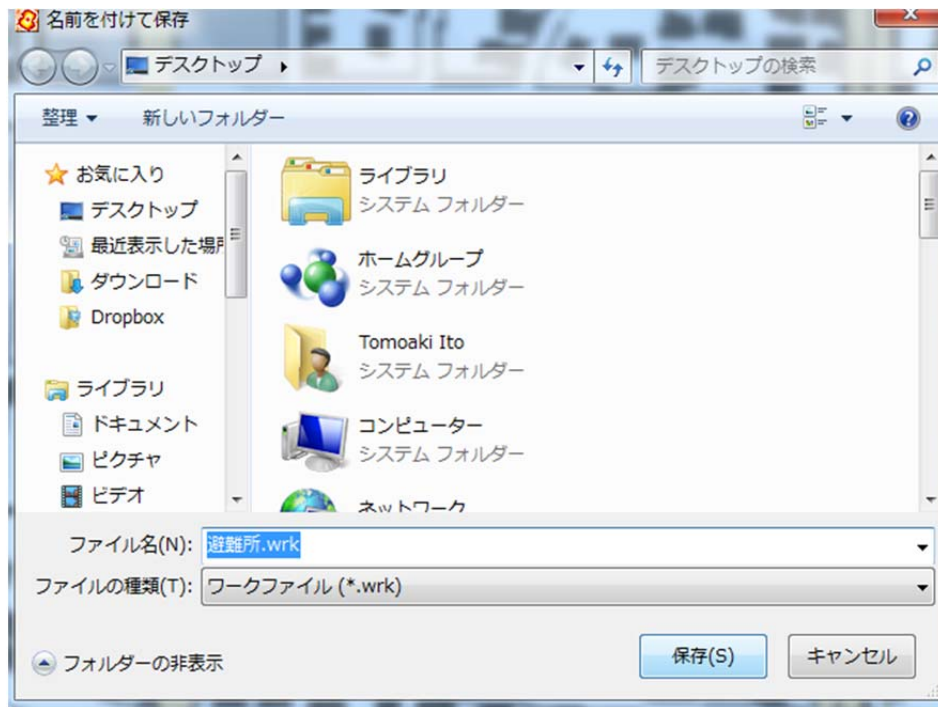 名前を付けて保存
デスクトップ
デスクトップの検索
整理
新しいフォルダー
お気に入り
デスクトップ
最近表示した場所
ダウンロード
Dropbox
ライブラリ
ドキュメント
ピクチャ
ビデオ
ライブラリ
システム フォルダー
ホームグループ
システム フォルダー
Tomoaki Ito
システム フォルダー
コンピューター
システム フォルダー
ネットワーク
ファイル名(N): 避難所.wrk
ファイルの種類(T): ワークファイル (*.wrk)
フォルダーの非表示
保存(S)
キャンセル